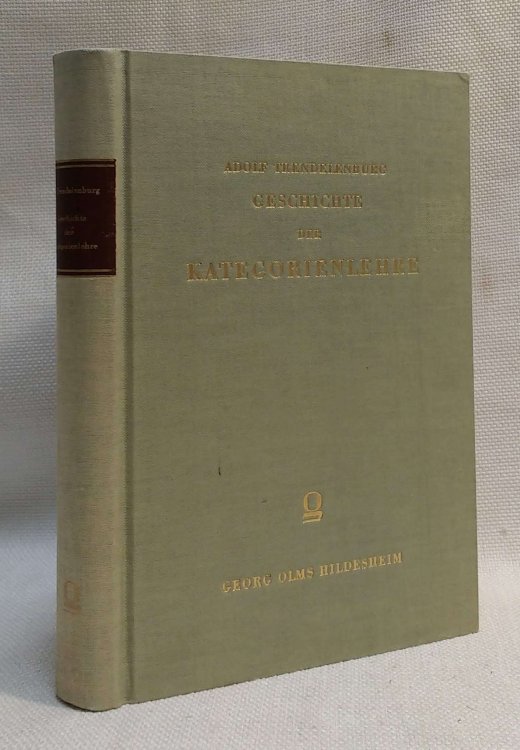 Trendelenburg
Geschichte
der
Kategorienlehre
ADOLF TRENDELENBURG
GESCHICHTE
DER
KATEGORIENLEHRE
O
GEORG OLMS HILDESHEIM